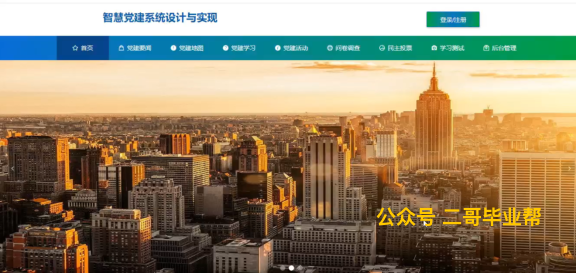 智慧党建系统设计与实现
登录/注册
首页 党建要闻 党建地图 党建学习 党建活动 问卷调查 民主投票 学习测试 后台管理
公众号 二哥毕业帮